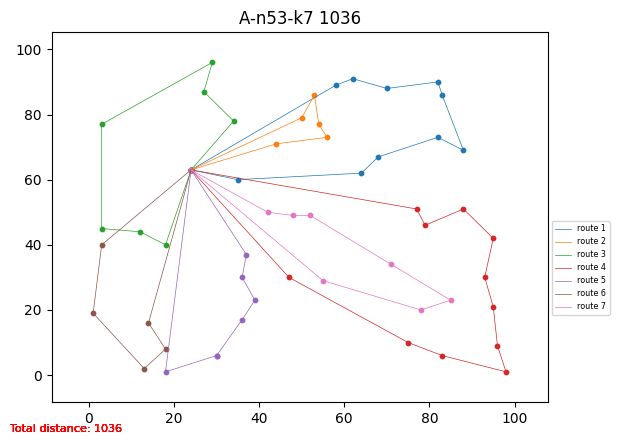 A-n53-k7 1036
100
80
60
40
20
0
0 20 40 60 80 100
route 1
route 2
route 3
route 4
route 5
route 6
route 7
Total distance: 1036